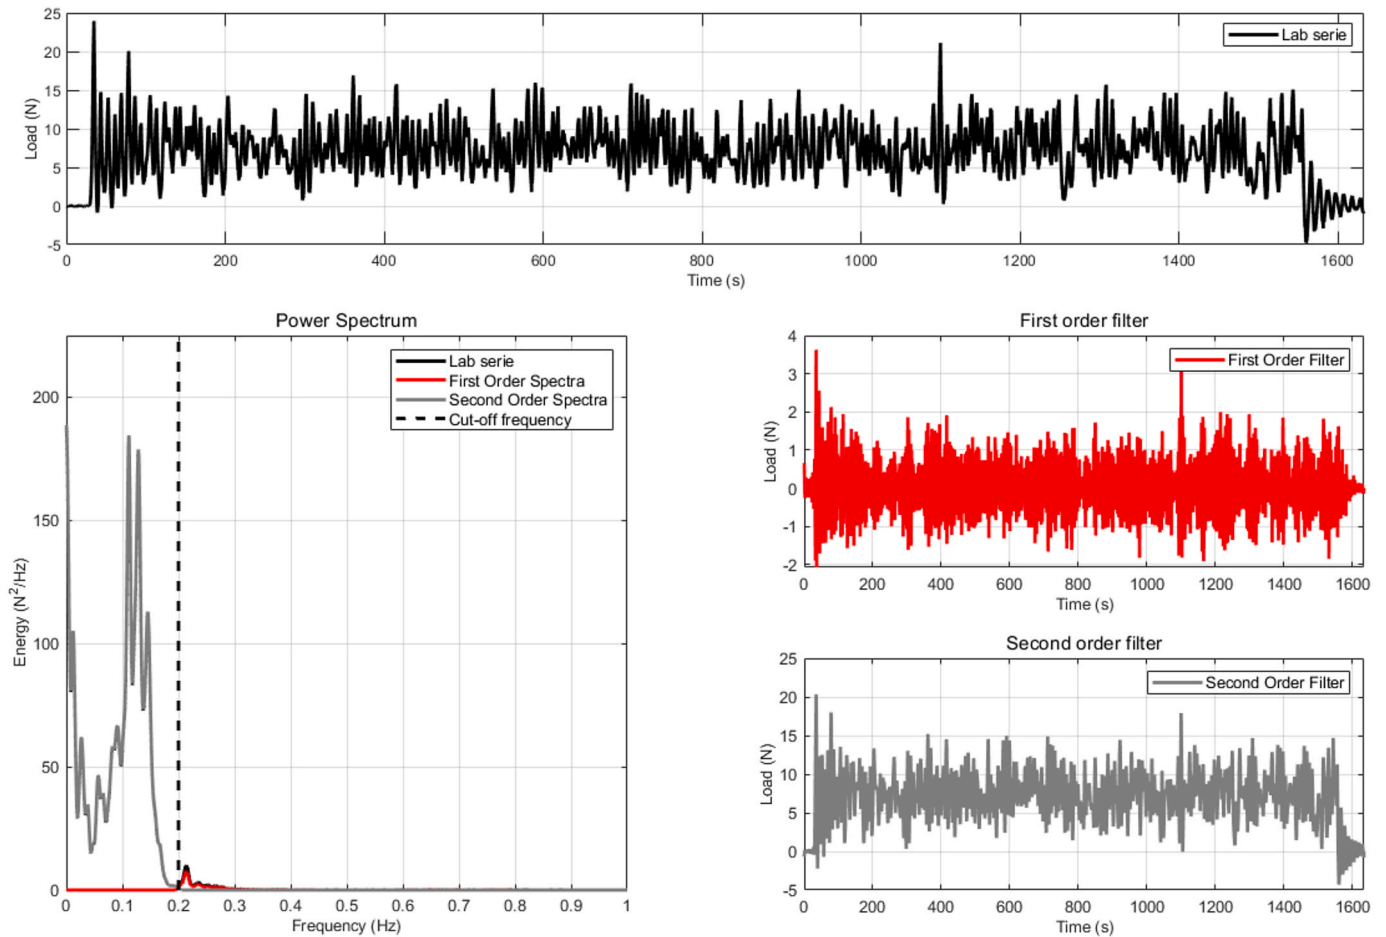 25
20
15
10
5
0
-5
Load (N)
Lab serie
0 200 400 600 800 1000 1200 1400 1600
Time (s)
Power Spectrum
200
150
100
50
0
Energy (N²/Hz)
Lab serie
First Order Spectra
Second Order Spectra
Cut-off frequency
0 0.1 0.2 0.3 0.4 0.5 0.6 0.7 0.8 0.9 1
Frequency (Hz)
First order filter
4
3
2
1
0
-1
-2
Load (N)
First Order Filter
0 200 400 600 800 1000 1200 1400 1600
Time (s)
Second order filter
25
20
15
10
5
0
-5
Load (N)
Second Order Filter
0 200 400 600 800 1000 1200 1400 1600
Time (s)